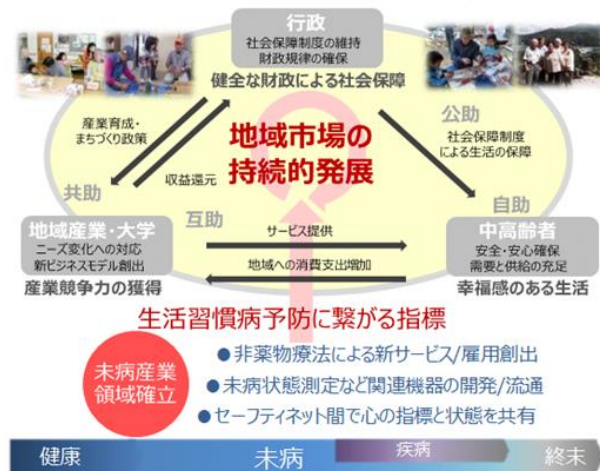 行政
社会保障制度の維持
財政規律の確保
健全な財政による社会保障
産業育成・
まちづくり政策
収益還元
地域市場の
持続的発展
公助
社会保障制度
による生活の保障
共助
互助
自助
地域産業・大学
ニーズ変化への対応
新ビジネスモデル創出
産業競争力の獲得
サービス提供
地域への消費支出増加
中高齢者
安全・安心確保
需要と供給の充足
幸福感のある生活
生活習慣病予防に繋がる指標
未病産業
領域確立
●非薬物療法による新サービス/雇用創出
●未病状態測定など関連機器の開発/流通
●セーフティネット間で心の指標と状態を共有
健康
未病
疾病
終末